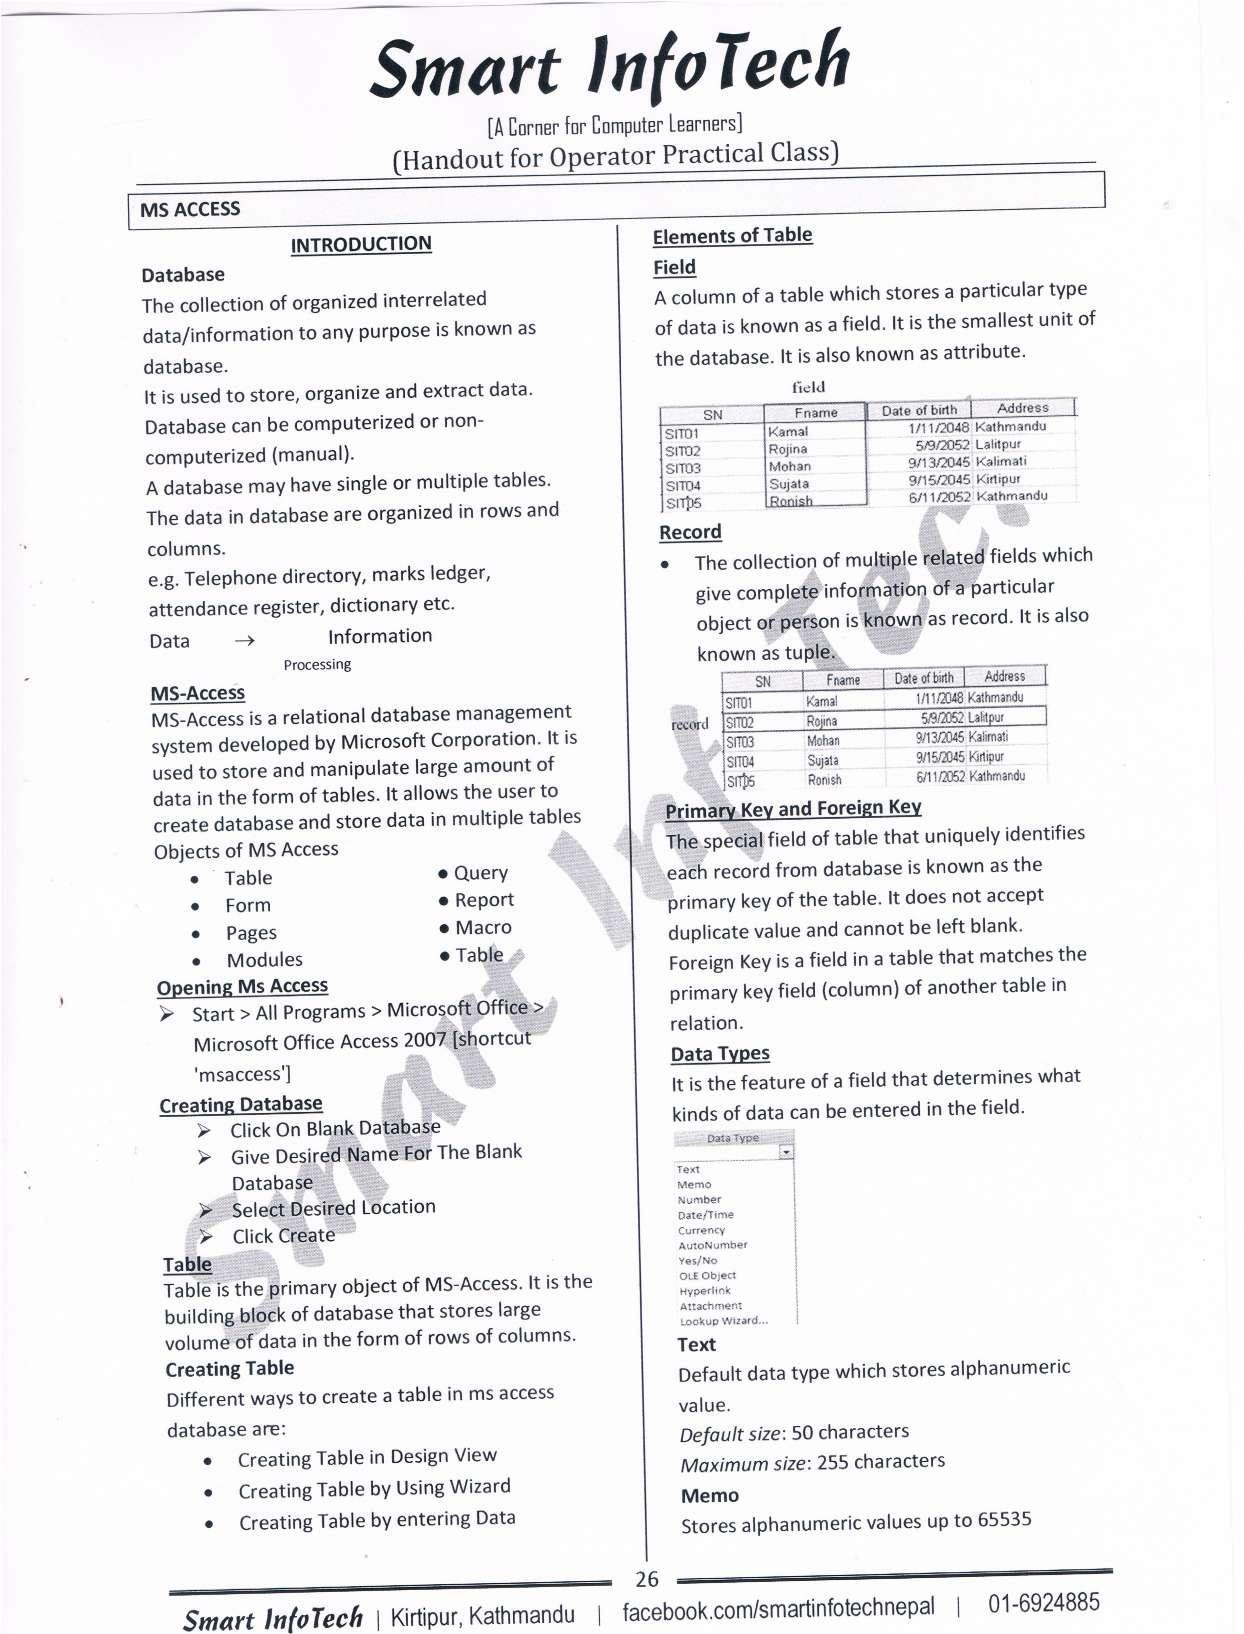 Smart InfoTech
[A Corner for Computer Learners]
(Handout for Operator Practical Class)
MS ACCESS
INTRODUCTION
Database
The collection of organized interrelated
data/information to any purpose is known as
database.
It is used to store, organize and extract data.
Database can be computerized or non-
computerized (manual).
A database may have single or multiple tables.
The data in database are organized in rows and
columns.
e.g. Telephone directory, marks ledger,
attendance register, dictionary etc.
Data → Information
Processing
MS-Access
MS-Access is a relational database management
system developed by Microsoft Corporation. It is
used to store and manipulate large amount of
data in the form of tables. It allows the user to
create database and store data in multiple tables
Objects of MS Access
• Table • Query
• Form • Report
• Pages • Macro
• Modules • Table
Opening Ms Access
➢ Start > All Programs > Microsoft Office >
Microsoft Office Access 2007 [shortcut
'msaccess']
Creating Database
➢ Click On Blank Database
➢ Give Desired Name For The Blank
Database
➢ Select Desired Location
➢ Click Create
Table
Table is the primary object of MS-Access. It is the
building block of database that stores large
volume of data in the form of rows of columns.
Creating Table
Different ways to create a table in ms access
database are:
• Creating Table in Design View
• Creating Table by Using Wizard
• Creating Table by entering Data
Elements of Table
Field
A column of a table which stores a particular type
of data is known as a field. It is the smallest unit of
the database. It is also known as attribute.
field
SN Fname Date of birth Address
SIT01 Kamal 1/11/2048 Kathmandu
SIT02 Rojina 5/9/2052 Lalitpur
SIT03 Mohan 9/13/2045 Kalimati
SIT04 Sujata 9/15/2045 Kirtipur
SIT05 Ronish 6/11/2052 Kathmandu
Record
• The collection of multiple related fields which
give complete information of a particular
object or person is known as record. It is also
known as tuple.
SN Fname Date of birth Address
SIT01 Kamal 1/11/2048 Kathmandu
record SIT02 Rojina 5/9/2052 Lalitpur
SIT03 Mohan 9/13/2045 Kalimati
SIT04 Sujata 9/15/2045 Kirtipur
SIT05 Ronish 6/11/2052 Kathmandu
Primary Key and Foreign Key
The special field of table that uniquely identifies
each record from database is known as the
primary key of the table. It does not accept
duplicate value and cannot be left blank.
Foreign Key is a field in a table that matches the
primary key field (column) of another table in
relation.
Data Types
It is the feature of a field that determines what
kinds of data can be entered in the field.
Data Type
Text
Memo
Number
Date/Time
Currency
AutoNumber
Yes/No
OLE Object
Hyperlink
Attachment
Lookup Wizard...
Text
Default data type which stores alphanumeric
value.
Default size: 50 characters
Maximum size: 255 characters
Memo
Stores alphanumeric values up to 65535
Smart Info Tech
26
Smart InfoTech | Kirtipur, Kathmandu | facebook.com/smartinfotechnepal | 01-6924885